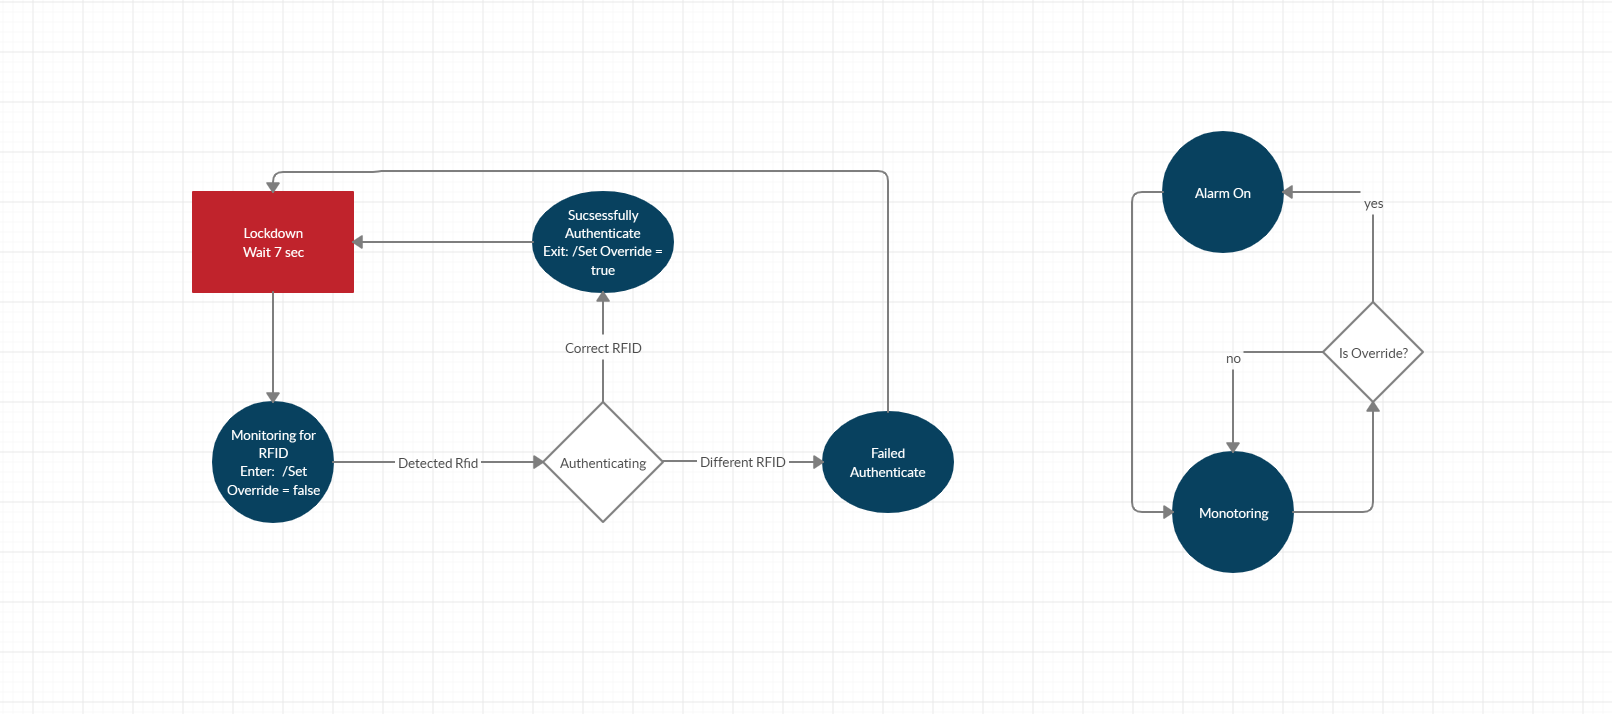 Lockdown
Wait 7 sec
Sucsessfully
Authenticate
Exit: /Set Override =
true
Correct RFID
Monitoring for
RFID
Enter:  /Set
Override = false
Detected Rfid
Authenticating
Different RFID
Failed
Authenticate
Alarm On
yes
Is Override?
no
Monotoring